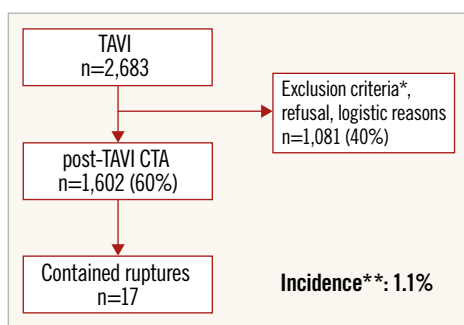 TAVI
n=2,683
Exclusion criteria*,
refusal, logistic reasons
n=1,081 (40%)
post-TAVI CTA
n=1,602 (60%)
Contained ruptures
n=17
Incidence**: 1.1%